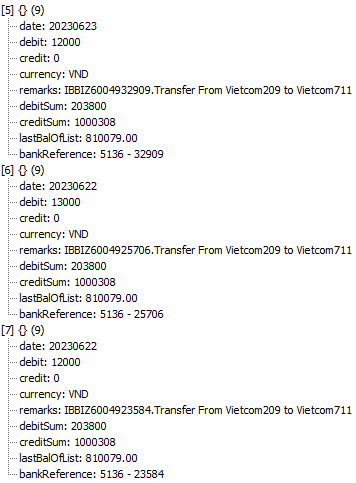 [5] {} (9)
date: 20230623
debit: 12000
credit: 0
currency: VND
remarks: IBBIZ6004932909.Transfer From Vietcom209 to Vietcom711
debitSum: 203800
creditSum: 1000308
lastBalOfList: 810079.00
bankReference: 5136 - 32909
[6] {} (9)
date: 20230622
debit: 13000
credit: 0
currency: VND
remarks: IBBIZ6004925706.Transfer From Vietcom209 to Vietcom711
debitSum: 203800
creditSum: 1000308
lastBalOfList: 810079.00
bankReference: 5136 - 25706
[7] {} (9)
date: 20230622
debit: 12000
credit: 0
currency: VND
remarks: IBBIZ6004923584.Transfer From Vietcom209 to Vietcom711
debitSum: 203800
creditSum: 1000308
lastBalOfList: 810079.00
bankReference: 5136 - 23584